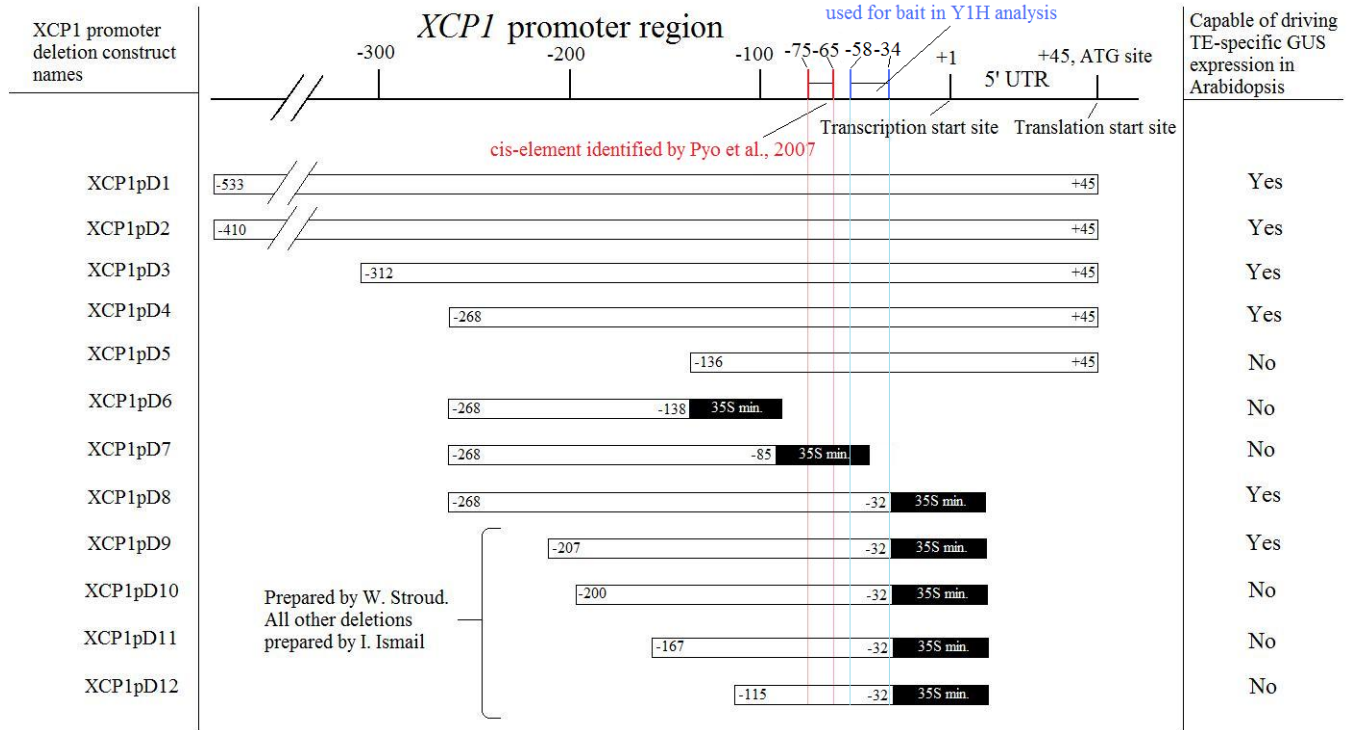 XCP1 promoter
deletion construct
names
XCP1 promoter region
used for bait in Y1H analysis
Capable of driving
TE-specific GUS
expression in
Arabidopsis
-300
-200
-100
-75
-65
-58
-34
+1
+45, ATG site
5' UTR
Transcription start site
Translation start site
cis-element identified by Pyo et al., 2007
XCP1pD1 -533 +45 Yes
XCP1pD2 -410 +45 Yes
XCP1pD3 -312 +45 Yes
XCP1pD4 -268 +45 Yes
XCP1pD5 -136 +45 No
XCP1pD6 -268 -138 35S min. No
XCP1pD7 -268 -85 35S min. No
XCP1pD8 -268 -32 35S min. Yes
XCP1pD9 -207 -32 35S min. Yes
XCP1pD10 -200 -32 35S min. No
XCP1pD11 -167 -32 35S min. No
XCP1pD12 -115 -32 35S min. No
Prepared by W. Stroud.
All other deletions
prepared by I. Ismail